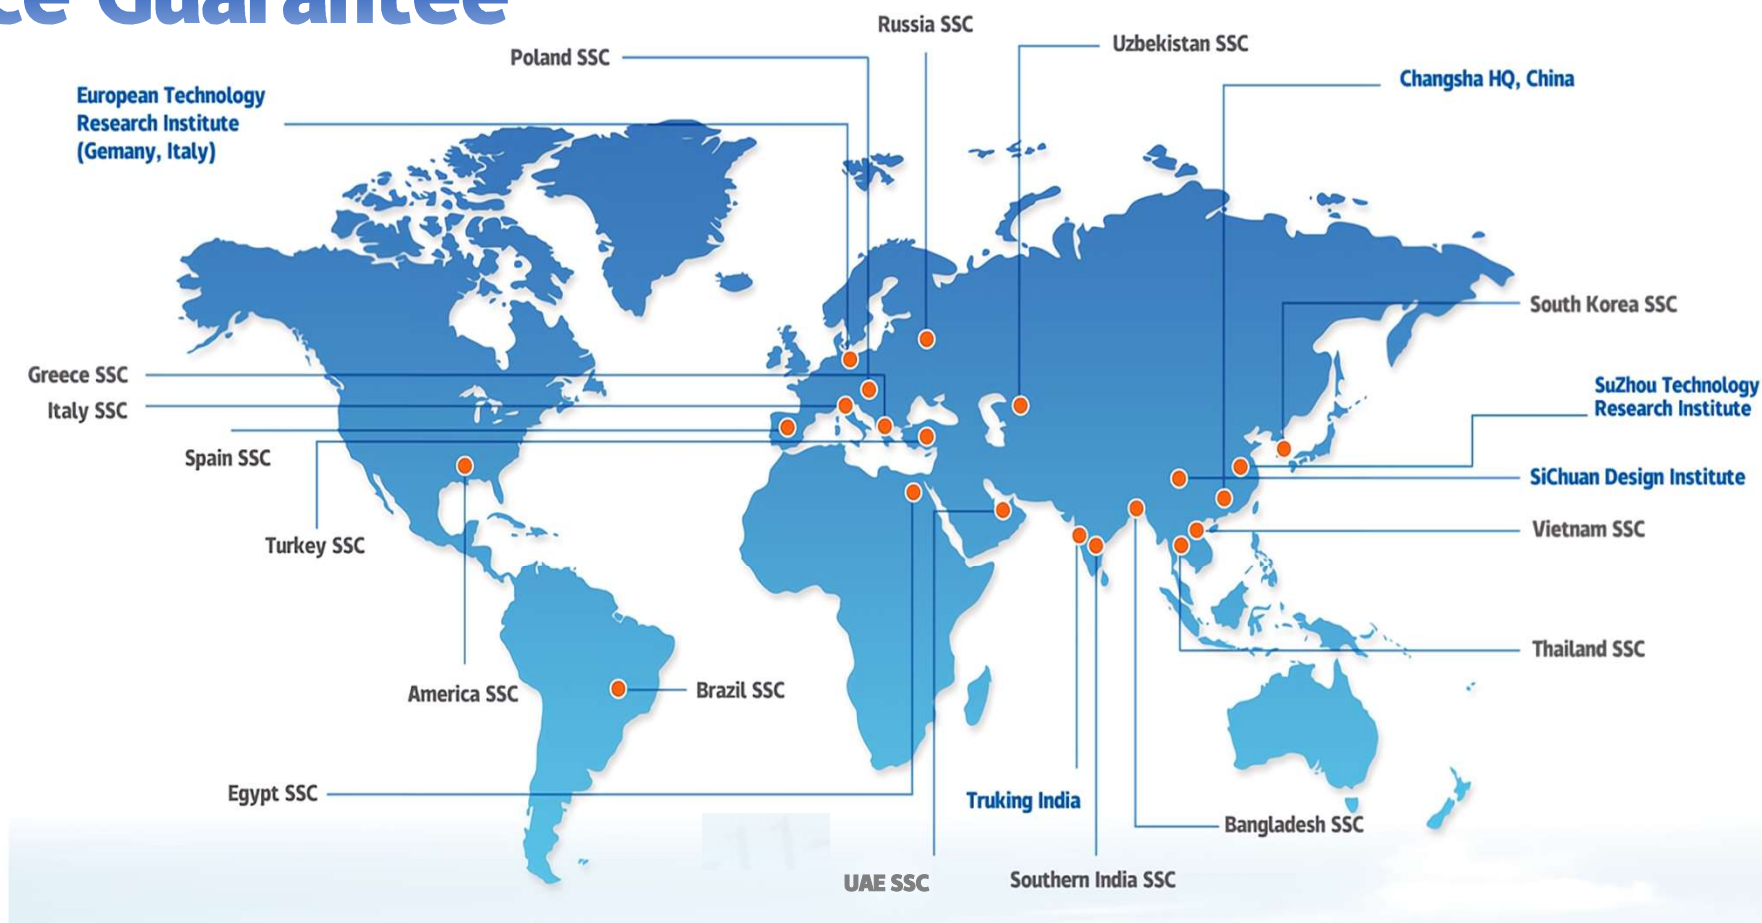 ce Guarantee
Russia SSC
Uzbekistan SSC
Poland SSC
Changsha HQ, China
European Technology
Research Institute
(Gemany, Italy)
South Korea SSC
Greece SSC
SuZhou Technology
Research Institute
Italy SSC
Spain SSC
SiChuan Design Institute
Vietnam SSC
Turkey SSC
Thailand SSC
America SSC
Brazil SSC
Egypt SSC
Truking India
Bangladesh SSC
UAE SSC
Southern India SSC